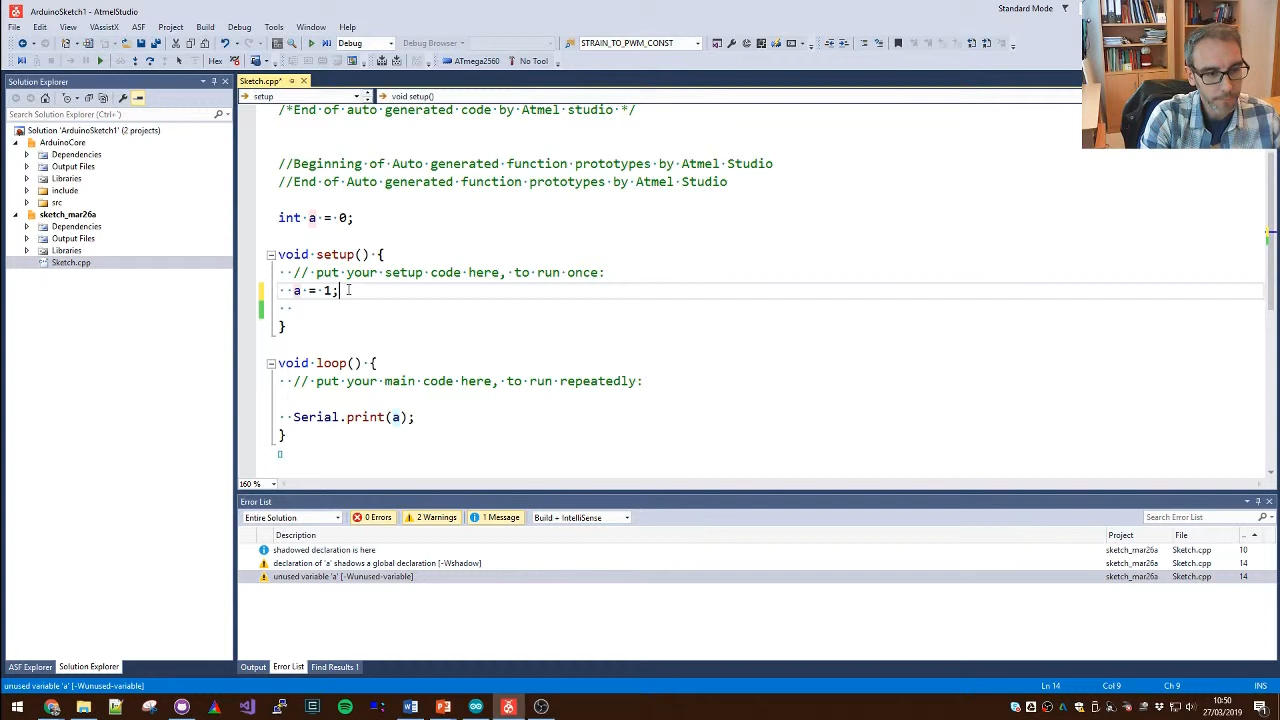 ArduinoSketch1 - AtmelStudio
Standard Mode
File Edit View VAssistX ASF Project Build Debug Tools Window Help
Debug Debug Browser STRAIN_TO_PWM_CONST
Hex ATmega2560 No Tool
Solution Explorer
Sketch.cpp*
setup
void setup()
Search Solution Explorer (Ctrl+')
Solution 'ArduinoSketch1' (2 projects)
ArduinoCore
Dependencies
Output Files
Libraries
include
src
sketch_mar26a
Dependencies
Output Files
Libraries
Sketch.cpp
/*End of auto generated code by Atmel studio */
//Beginning of Auto generated function prototypes by Atmel Studio
//End of Auto generated function prototypes by Atmel Studio
int a = 0;
void setup() {
// put your setup code here, to run once:
a = 1;
}
void loop() {
// put your main code here, to run repeatedly:
Serial.print(a);
}
160 %
Error List
Entire Solution 0 Errors 2 Warnings 1 Message Build + IntelliSense Search Error List
Description Project File
shadowed declaration is here sketch_mar26a Sketch.cpp 10
declaration of 'a' shadows a global declaration [-Wshadow] sketch_mar26a Sketch.cpp 14
unused variable 'a' [-Wunused-variable] sketch_mar26a Sketch.cpp 14
ASF Explorer Solution Explorer
Output Error List Find Results 1
unused variable 'a' [-Wunused-variable] Ln 14 Col 9 Ch 9 INS
10:50
27/03/2019